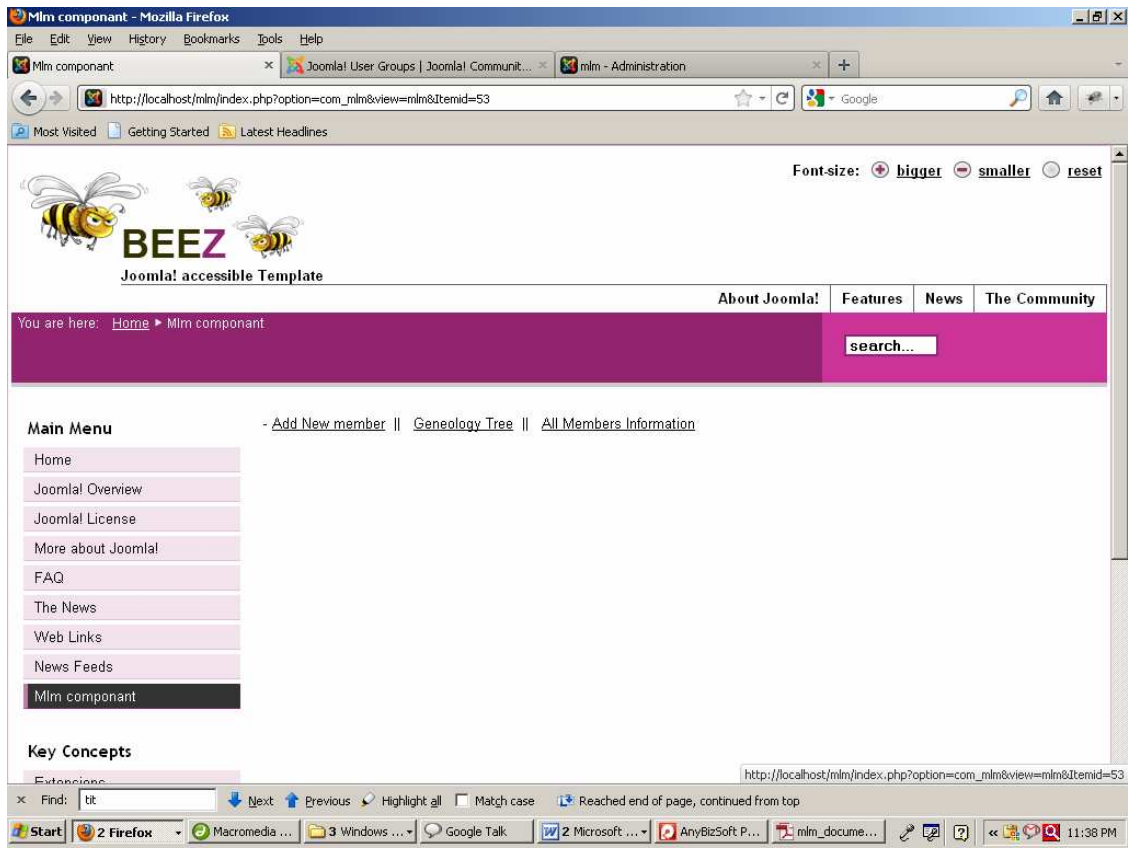 Mlm componant - Mozilla Firefox
File Edit View History Bookmarks Tools Help
Mlm componant Joomla! User Groups | Joomla! Communit... mlm - Administration
http://localhost/mlm/index.php?option=com_mlm&view=mlm&Itemid=53 Google
Most Visited Getting Started Latest Headlines
Font-size: bigger smaller reset
BEEZ
Joomla! accessible Template
About Joomla! Features News The Community
You are here: Home Mlm componant
search...
Main Menu
Home
Joomla! Overview
Joomla! License
More about Joomla!
FAQ
The News
Web Links
News Feeds
Mlm componant
Key Concepts
Extensions
- Add New member || Geneology Tree || All Members Information
http://localhost/mlm/index.php?option=com_mlm&view=mlm&Itemid=53
Find: tit Next Previous Highlight all Match case Reached end of page, continued from top
Start 2 Firefox Macromedia ... 3 Windows ... Google Talk 2 Microsoft ... AnyBizSoft P... mlm_docume... « 11:38 PM